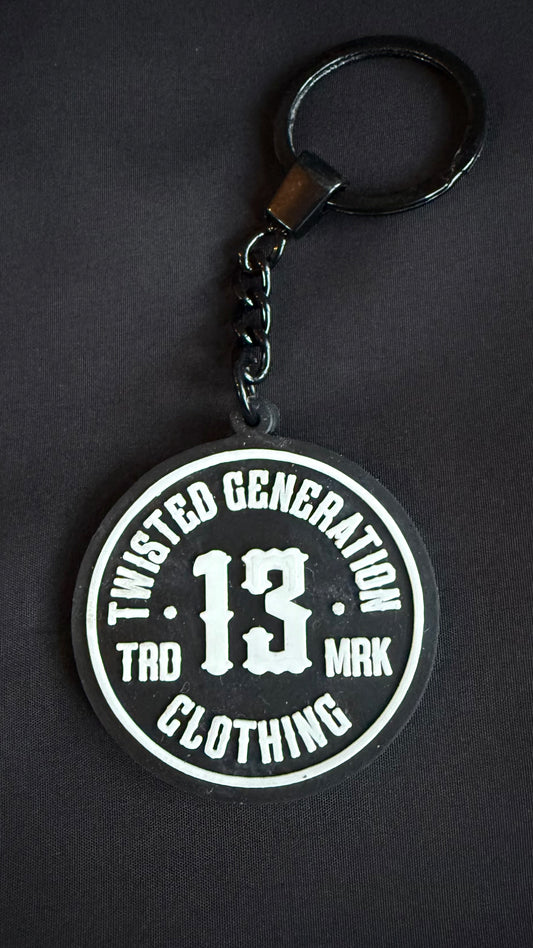 TWISTED GENERATION
· 13 ·
TRD MRK
CLOTHING